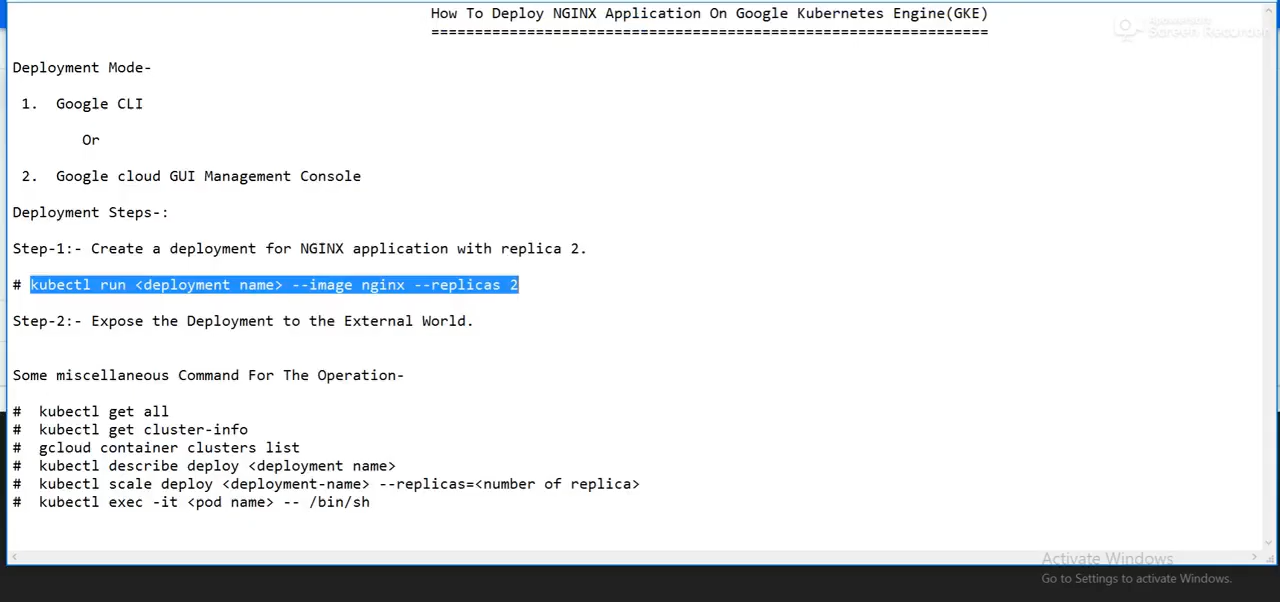 How To Deploy NGINX Application On Google Kubernetes Engine(GKE)
================================================================
Deployment Mode-
1. Google CLI
Or
2. Google cloud GUI Management Console
Deployment Steps-:
Step-1:- Create a deployment for NGINX application with replica 2.
# kubectl run <deployment name> --image nginx --replicas 2
Step-2:- Expose the Deployment to the External World.
Some miscellaneous Command For The Operation-
# kubectl get all
# kubectl get cluster-info
# gcloud container clusters list
# kubectl describe deploy <deployment name>
# kubectl scale deploy <deployment-name> --replicas=<number of replica>
# kubectl exec -it <pod name> -- /bin/sh
Screen Recorder
Activate Windows
Go to Settings to activate Windows.